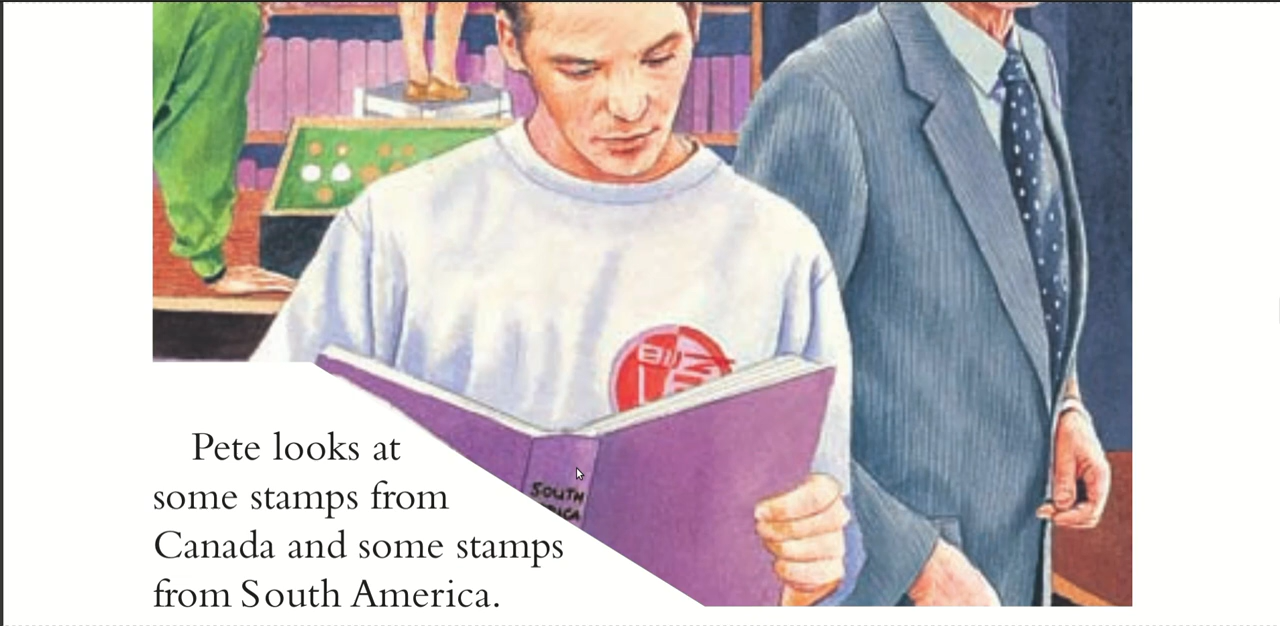 SOUTH
Pete looks at
some stamps from
Canada and some stamps
from South America.